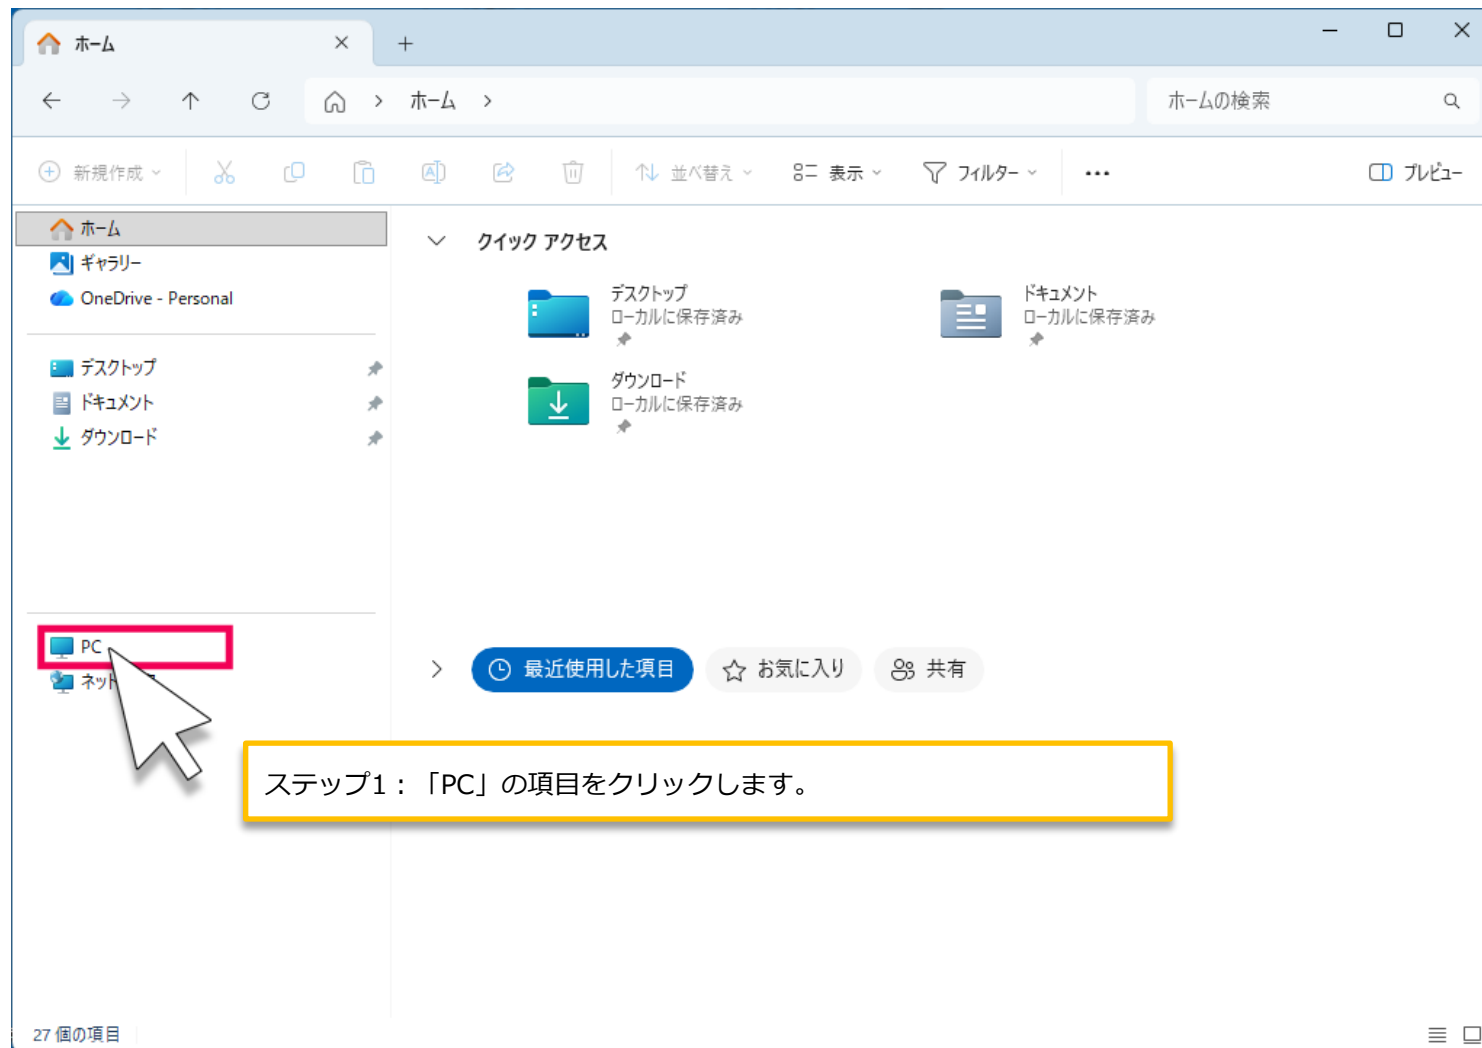 ホーム
ホーム
ホームの検索
新規作成
並べ替え
表示
フィルター
プレビュー
ホーム
ギャラリー
OneDrive - Personal
デスクトップ
ドキュメント
ダウンロード
PC
クイック アクセス
デスクトップ
ローカルに保存済み
ドキュメント
ローカルに保存済み
ダウンロード
ローカルに保存済み
最近使用した項目
お気に入り
共有
ステップ1：「PC」の項目をクリックします。
27 個の項目